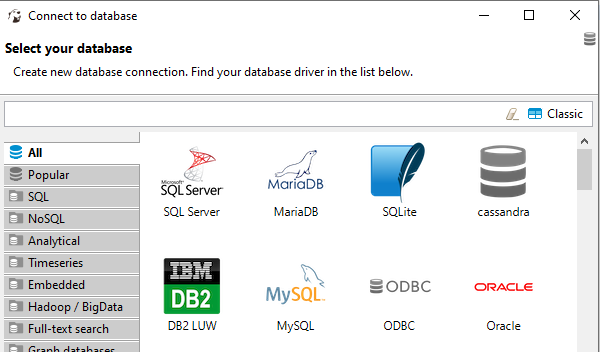 Connect to database
Select your database
Create new database connection. Find your database driver in the list below.
Classic
All
Popular
SQL
NoSQL
Analytical
Timeseries
Embedded
Hadoop / BigData
Full-text search
Graph databases
Microsoft
SQL Server
MariaDB
SQL Server
MariaDB
SQLite
cassandra
IBM
DB2
MySQL
ODBC
ORACLE
DB2 LUW
MySQL
ODBC
Oracle